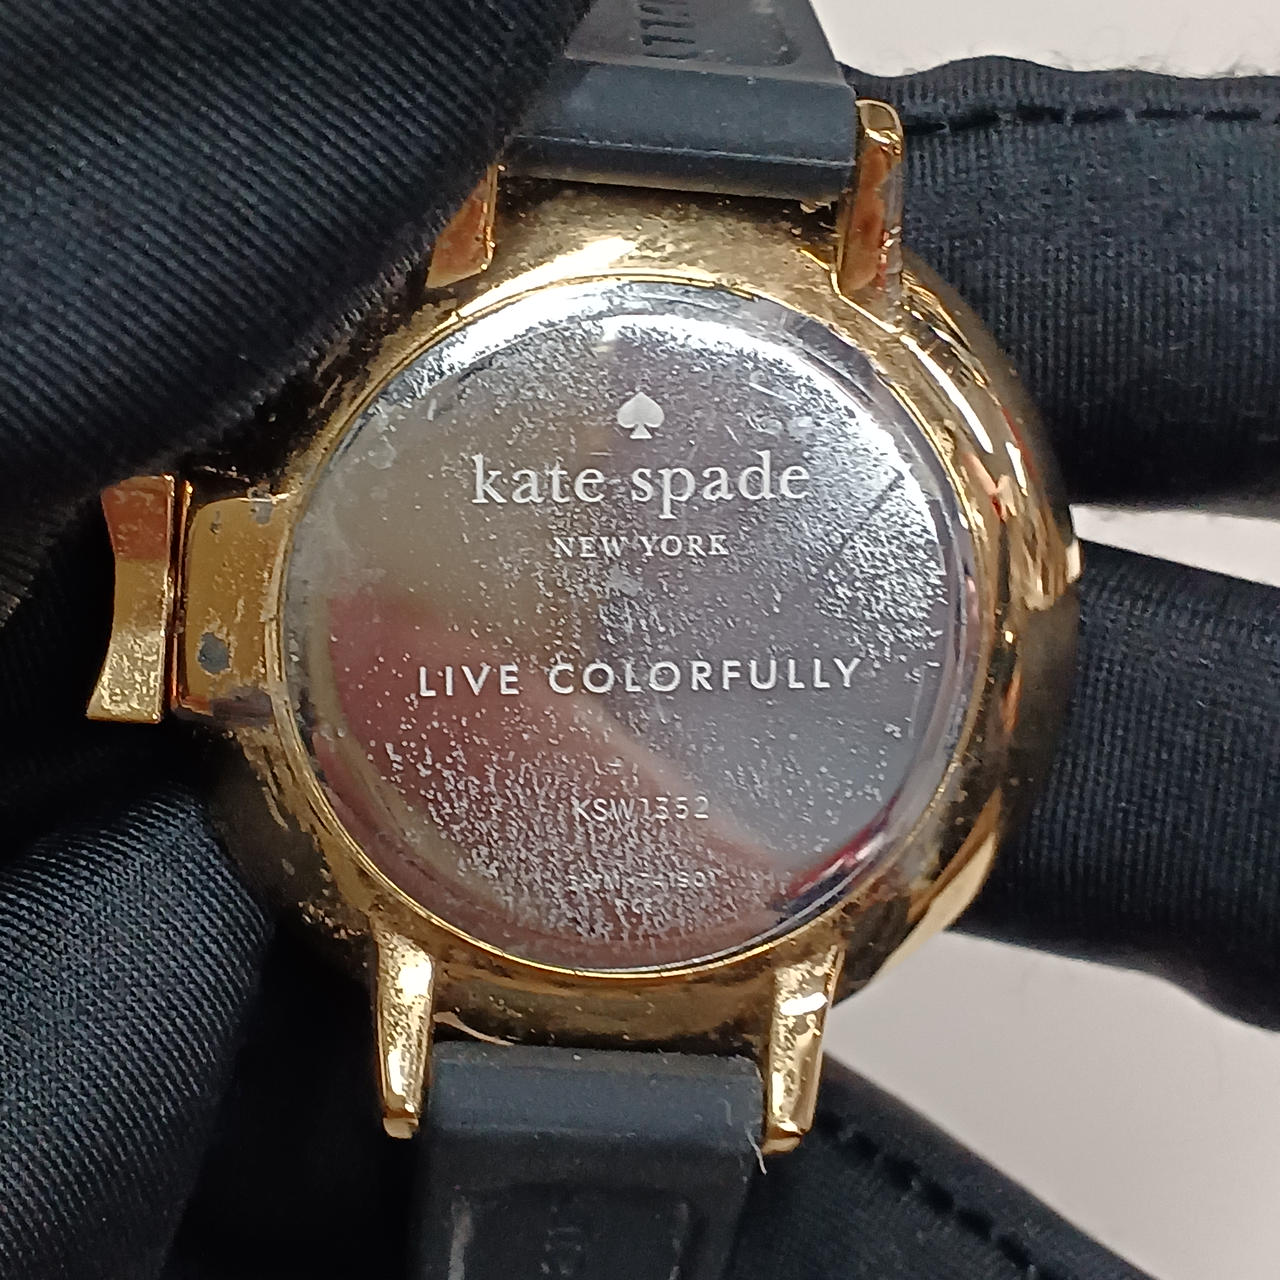 kate spade
NEW YORK
LIVE COLORFULLY
KSW1352